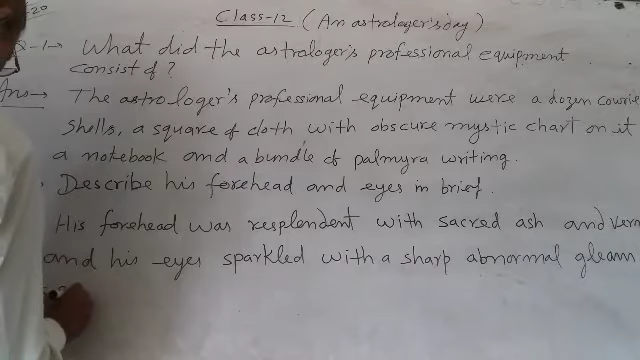 -20
Class-12 (An astrologer's day)
-1→ What did the astrologer's professional equipment
consist of?
Ans→ The astrologer's professional equipment were a dozen
Shells, a square of cloth with obscure mystic chart on it
a notebook and a bundle of palmyra writing.
Describe his forehead and eyes in brief.
His forehead was resplendent with sacred ash and
and his eyes sparkled with a sharp abnormal gleam